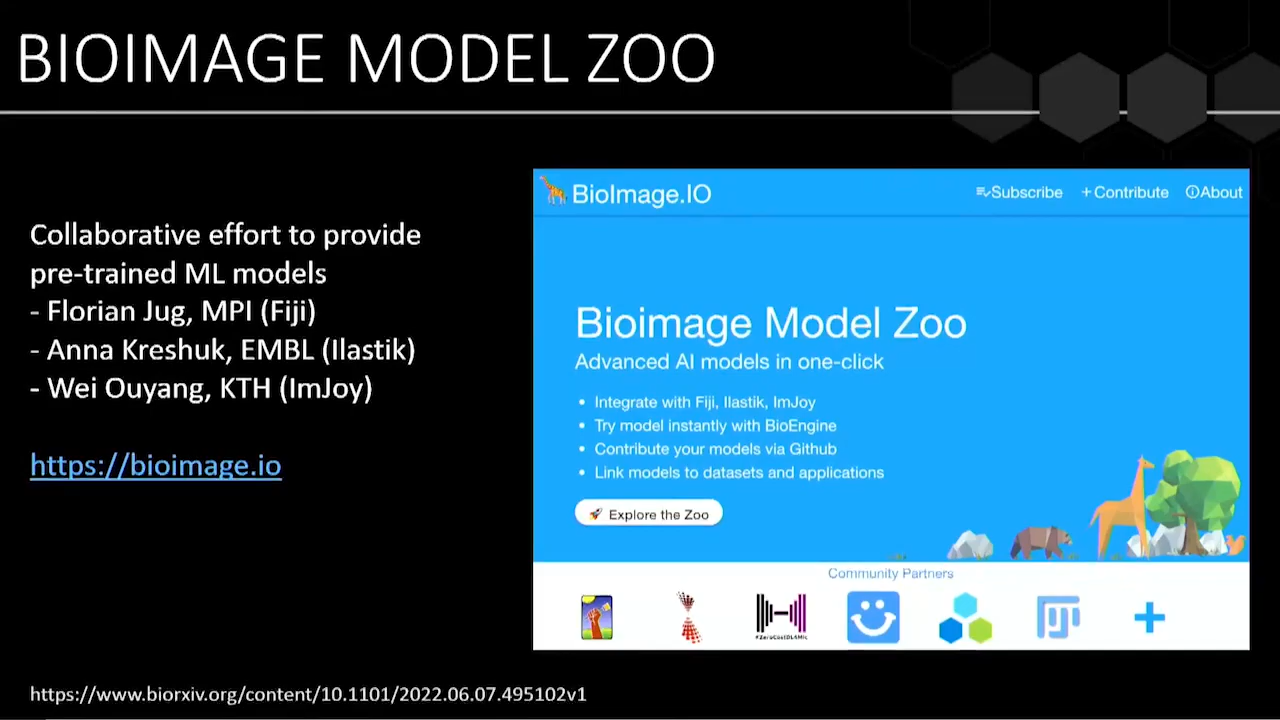 BIOIMAGE MODEL ZOO
Collaborative effort to provide
pre-trained ML models
- Florian Jug, MPI (Fiji)
- Anna Kreshuk, EMBL (Ilastik)
- Wei Ouyang, KTH (ImJoy)
https://bioimage.io
BioImage.IO
Subscribe
+ Contribute
About
Bioimage Model Zoo
Advanced AI models in one-click
• Integrate with Fiji, Ilastik, ImJoy
• Try model instantly with BioEngine
• Contribute your models via Github
• Link models to datasets and applications
Explore the Zoo
Community Partners
#ZeroCostDL4Mic
https://www.biorxiv.org/content/10.1101/2022.06.07.495102v1